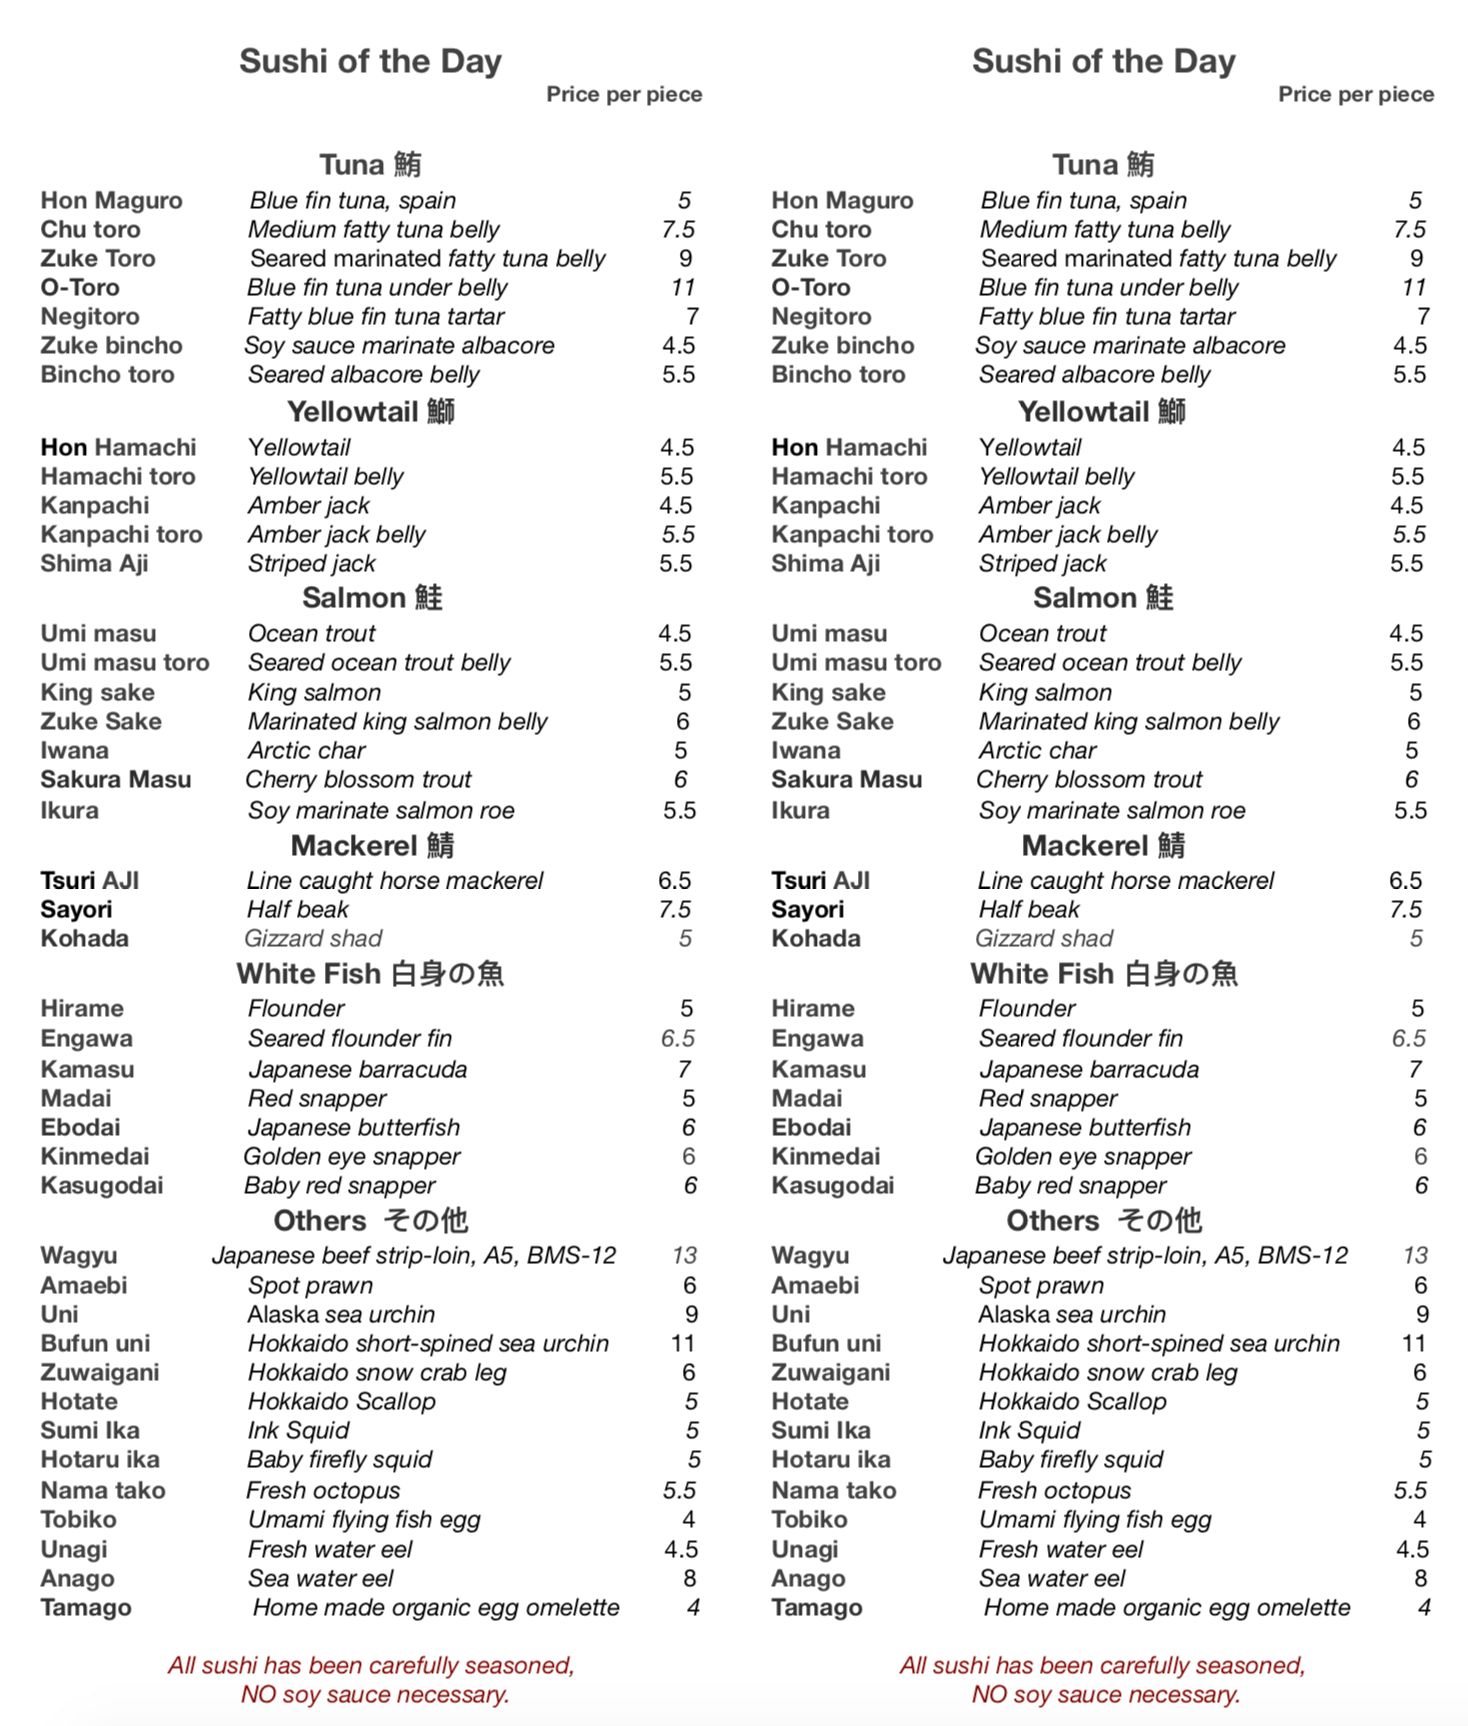 Sushi of the Day
Price per piece
Tuna 鮪
Hon Maguro Blue fin tuna, spain 5
Chu toro Medium fatty tuna belly 7.5
Zuke Toro Seared marinated fatty tuna belly 9
O-Toro Blue fin tuna under belly 11
Negitoro Fatty blue fin tuna tartar 7
Zuke bincho Soy sauce marinate albacore 4.5
Bincho toro Seared albacore belly 5.5
Yellowtail 鰤
Hon Hamachi Yellowtail 4.5
Hamachi toro Yellowtail belly 5.5
Kanpachi Amber jack 4.5
Kanpachi toro Amber jack belly 5.5
Shima Aji Striped jack 5.5
Salmon 鮭
Umi masu Ocean trout 4.5
Umi masu toro Seared ocean trout belly 5.5
King sake King salmon 5
Zuke Sake Marinated king salmon belly 6
Iwana Arctic char 5
Sakura Masu Cherry blossom trout 6
Ikura Soy marinate salmon roe 5.5
Mackerel 鯖
Tsuri AJI Line caught horse mackerel 6.5
Sayori Half beak 7.5
Kohada Gizzard shad 5
White Fish 白身の魚
Hirame Flounder 5
Engawa Seared flounder fin 6.5
Kamasu Japanese barracuda 7
Madai Red snapper 5
Ebodai Japanese butterfish 6
Kinmedai Golden eye snapper 6
Kasugodai Baby red snapper 6
Others その他
Wagyu Japanese beef strip-loin, A5, BMS-12 13
Amaebi Spot prawn 6
Uni Alaska sea urchin 9
Bufun uni Hokkaido short-spined sea urchin 11
Zuwaigani Hokkaido snow crab leg 6
Hotate Hokkaido Scallop 5
Sumi Ika Ink Squid 5
Hotaru ika Baby firefly squid 5
Nama tako Fresh octopus 5.5
Tobiko Umami flying fish egg 4
Unagi Fresh water eel 4.5
Anago Sea water eel 8
Tamago Home made organic egg omelette 4
All sushi has been carefully seasoned,
NO soy sauce necessary.
Sushi of the Day
Price per piece
Tuna 鮪
Hon Maguro Blue fin tuna, spain 5
Chu toro Medium fatty tuna belly 7.5
Zuke Toro Seared marinated fatty tuna belly 9
O-Toro Blue fin tuna under belly 11
Negitoro Fatty blue fin tuna tartar 7
Zuke bincho Soy sauce marinate albacore 4.5
Bincho toro Seared albacore belly 5.5
Yellowtail 鰤
Hon Hamachi Yellowtail 4.5
Hamachi toro Yellowtail belly 5.5
Kanpachi Amber jack 4.5
Kanpachi toro Amber jack belly 5.5
Shima Aji Striped jack 5.5
Salmon 鮭
Umi masu Ocean trout 4.5
Umi masu toro Seared ocean trout belly 5.5
King sake King salmon 5
Zuke Sake Marinated king salmon belly 6
Iwana Arctic char 5
Sakura Masu Cherry blossom trout 6
Ikura Soy marinate salmon roe 5.5
Mackerel 鯖
Tsuri AJI Line caught horse mackerel 6.5
Sayori Half beak 7.5
Kohada Gizzard shad 5
White Fish 白身の魚
Hirame Flounder 5
Engawa Seared flounder fin 6.5
Kamasu Japanese barracuda 7
Madai Red snapper 5
Ebodai Japanese butterfish 6
Kinmedai Golden eye snapper 6
Kasugodai Baby red snapper 6
Others その他
Wagyu Japanese beef strip-loin, A5, BMS-12 13
Amaebi Spot prawn 6
Uni Alaska sea urchin 9
Bufun uni Hokkaido short-spined sea urchin 11
Zuwaigani Hokkaido snow crab leg 6
Hotate Hokkaido Scallop 5
Sumi Ika Ink Squid 5
Hotaru ika Baby firefly squid 5
Nama tako Fresh octopus 5.5
Tobiko Umami flying fish egg 4
Unagi Fresh water eel 4.5
Anago Sea water eel 8
Tamago Home made organic egg omelette 4
All sushi has been carefully seasoned,
NO soy sauce necessary.